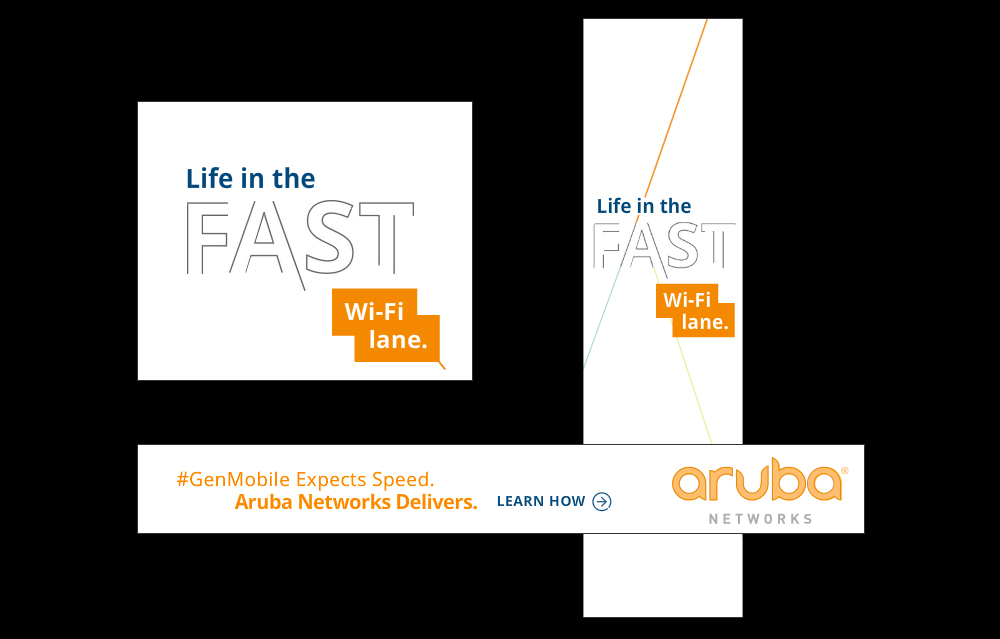 Life in the
FAST
Wi-Fi
lane.
Life in the
FAST
Wi-Fi
lane.
#GenMobile Expects Speed.
Aruba Networks Delivers.
LEARN HOW
aruba®
NETWORKS